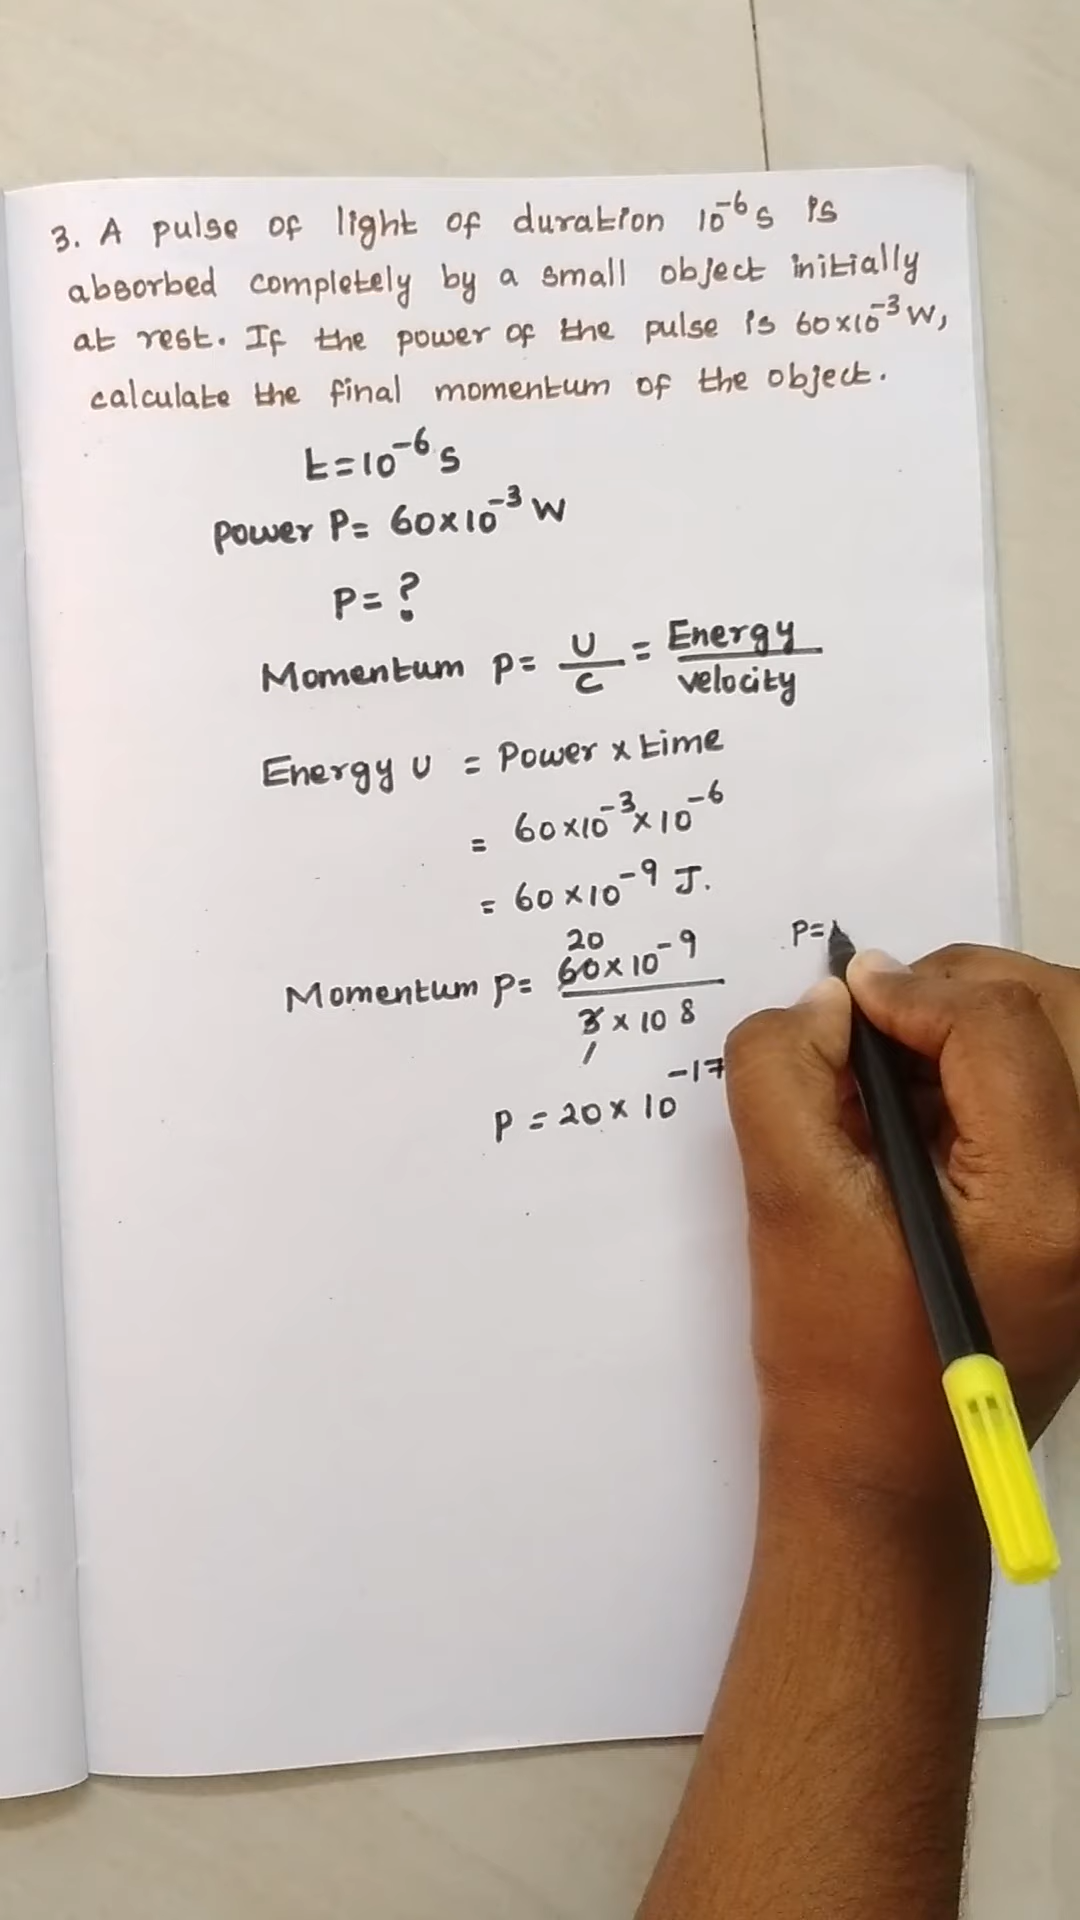 3. A pulse of light of duration 10⁻⁶ s is
absorbed completely by a small object initially
at rest. If the power of the pulse is 60×10⁻³ W,
calculate the final momentum of the object.
t=10⁻⁶ s
Power P= 60×10⁻³ W
P= ?
Momentum P= U/C = Energy/velocity
Energy U = Power × time
= 60×10⁻³×10⁻⁶
= 60×10⁻⁹ J.
20
Momentum P= 60×10⁻⁹ / 3×10⁸
1
P = 20×10⁻¹⁷
P=